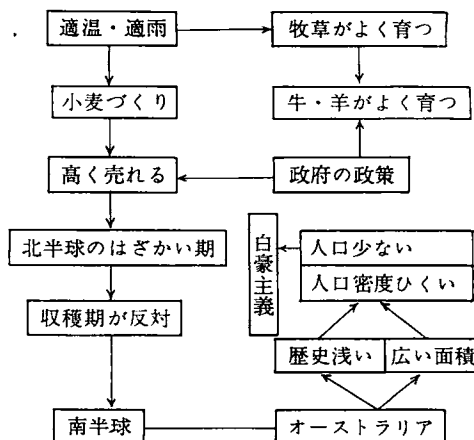 適温・適雨
牧草がよく育つ
小麦づくり
牛・羊がよく育つ
高く売れる
政府の政策
北半球のはざかい期
白豪主義
人口少ない
人口密度ひくい
収穫期が反対
歴史浅い
広い面積
南半球
オーストラリア